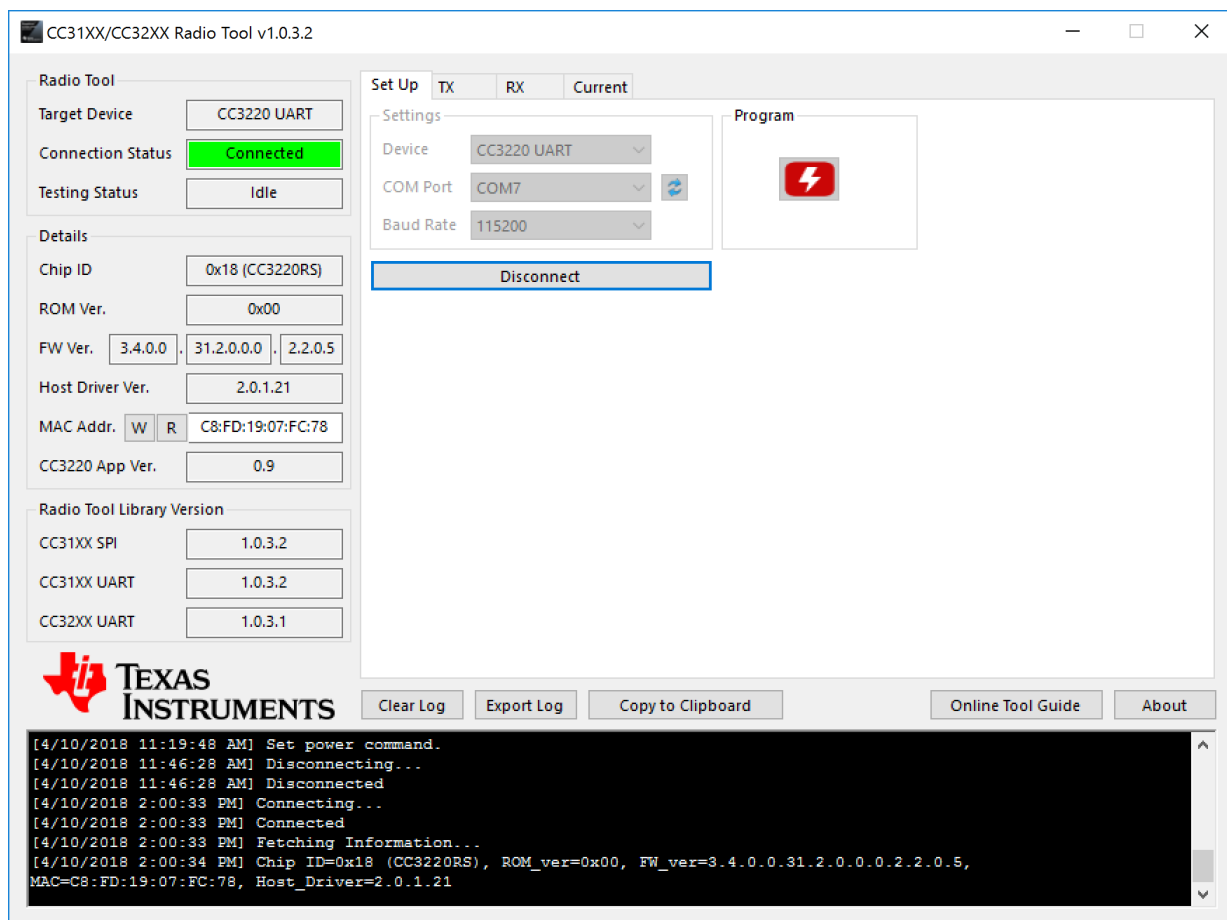 CC31XX/CC32XX Radio Tool v1.0.3.2
Radio Tool
Target Device CC3220 UART
Connection Status Connected
Testing Status Idle
Details
Chip ID 0x18 (CC3220RS)
ROM Ver. 0x00
FW Ver. 3.4.0.0 . 31.2.0.0.0 . 2.2.0.5
Host Driver Ver. 2.0.1.21
MAC Addr. W R C8:FD:19:07:FC:78
CC3220 App Ver. 0.9
Radio Tool Library Version
CC31XX SPI 1.0.3.2
CC31XX UART 1.0.3.2
CC32XX UART 1.0.3.1
TEXAS
INSTRUMENTS
Set Up TX RX Current
Settings
Device CC3220 UART
COM Port COM7
Baud Rate 115200
Disconnect
Program
Clear Log Export Log Copy to Clipboard Online Tool Guide About
[4/10/2018 11:19:48 AM] Set power command.
[4/10/2018 11:46:28 AM] Disconnecting...
[4/10/2018 11:46:28 AM] Disconnected
[4/10/2018 2:00:33 PM] Connecting...
[4/10/2018 2:00:33 PM] Connected
[4/10/2018 2:00:33 PM] Fetching Information...
[4/10/2018 2:00:34 PM] Chip ID=0x18 (CC3220RS), ROM_ver=0x00, FW_ver=3.4.0.0.31.2.0.0.0.2.2.0.5,
MAC=C8:FD:19:07:FC:78, Host_Driver=2.0.1.21